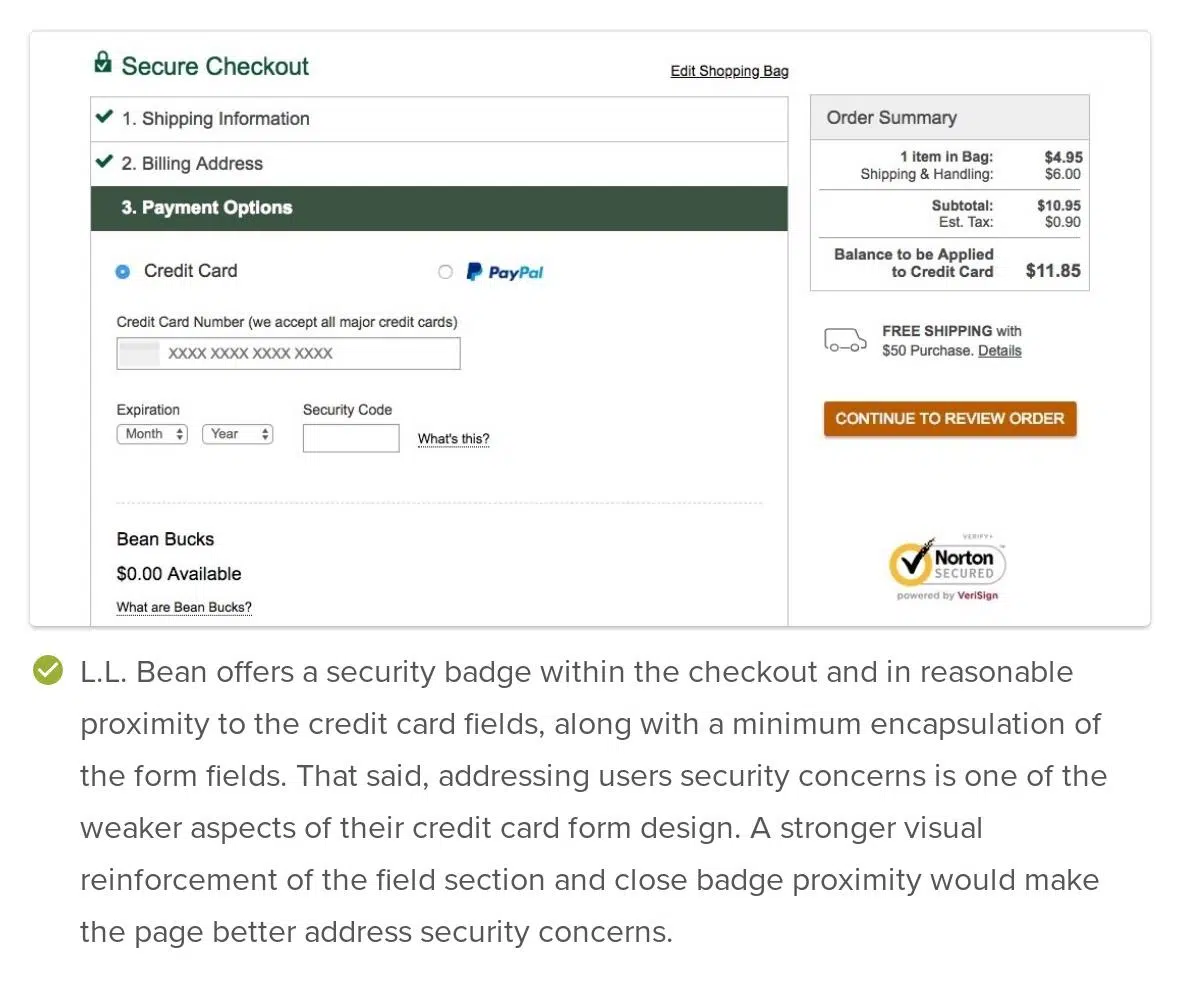 Secure Checkout
Edit Shopping Bag
1. Shipping Information
2. Billing Address
3. Payment Options
Credit Card
PayPal
Credit Card Number (we accept all major credit cards)
XXXX XXXX XXXX XXXX
Expiration
Security Code
Month
Year
What's this?
Bean Bucks
$0.00 Available
What are Bean Bucks?
Order Summary
1 item in Bag: $4.95
Shipping & Handling: $6.00
Subtotal: $10.95
Est. Tax: $0.90
Balance to be Applied
to Credit Card $11.85
FREE SHIPPING with
$50 Purchase. Details
CONTINUE TO REVIEW ORDER
VERIFY+
Norton
SECURED
powered by VeriSign
L.L. Bean offers a security badge within the checkout and in reasonable
proximity to the credit card fields, along with a minimum encapsulation of
the form fields. That said, addressing users security concerns is one of the
weaker aspects of their credit card form design. A stronger visual
reinforcement of the field section and close badge proximity would make
the page better address security concerns.